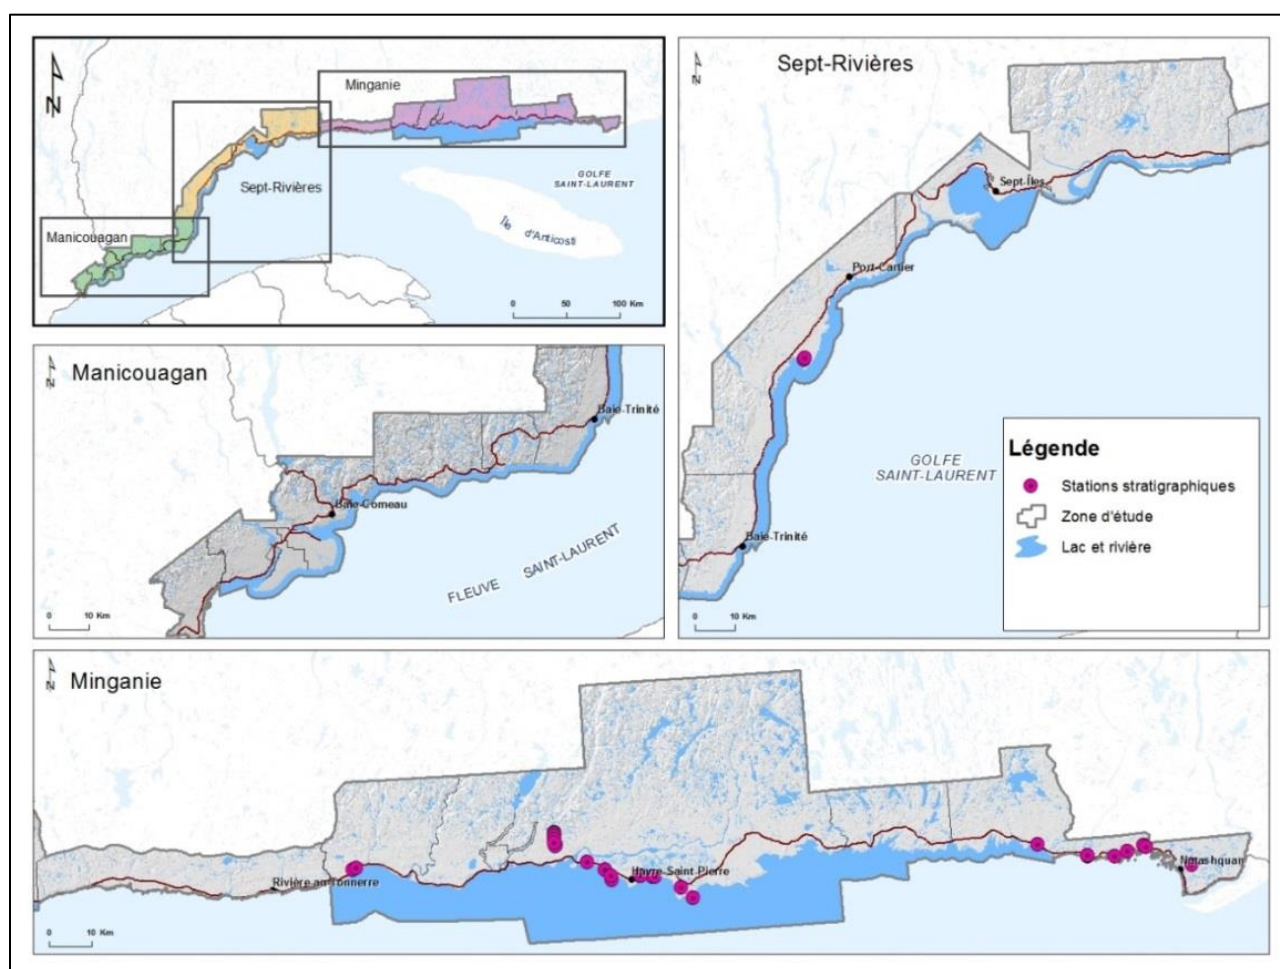 N
Minganie
Sept-Rivières
Manicouagan
GOLFE
SAINT-LAURENT
Île d'Anticosti
0 50 100 Km
Sept-Rivières
N
Sept-Îles
Port-Cartier
GOLFE
SAINT-LAURENT
Baie-Trinité
0 10 Km
Légende
Stations stratigraphiques
Zone d'étude
Lac et rivière
Manicouagan
N
Baie-Trinité
Baie-Comeau
FLEUVE SAINT-LAURENT
0 10 Km
Minganie
N
Rivière-au-Tonnerre
Havre-Saint-Pierre
Natashquan
0 10 Km